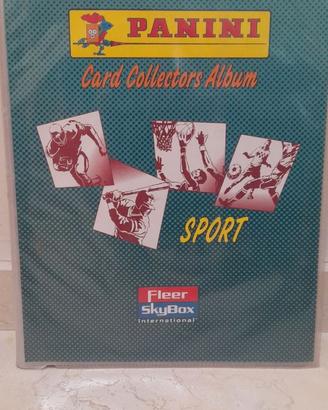 PANINI
Card Collectors Album
SPORT
Fleer
SkyBox
International